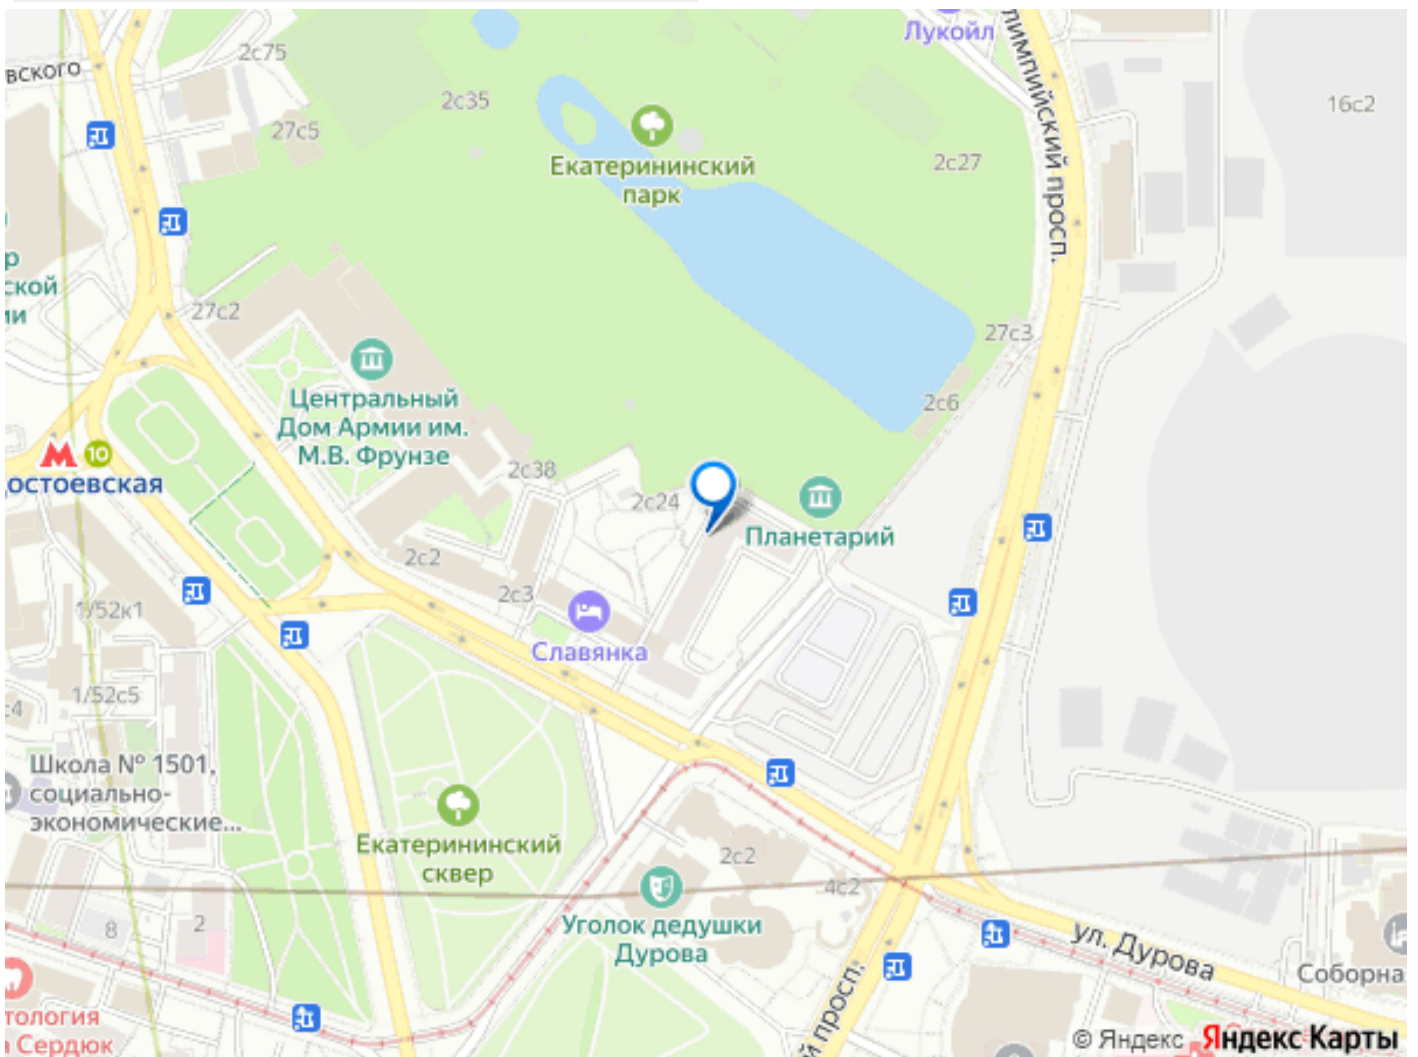 Лукойл
2с75
вского
2с35
16с2
27с5
Олимпийский просп.
Екатерининский
парк
2с27
р
ской
ии
27с2
27с3
Центральный
Дом Армии им.
М.В. Фрунзе
2с6
10
остоевская
2с38
2с24
Планетарий
2с2
2с3
1/52к1
Славянка
1/52с5
с4
Школа № 1501,
социально-
экономические...
Екатерининский
сквер
2с2
4с2
8
2
Уголок дедушки
Дурова
ул. Дурова
Соборна
й просп.
тология
а Сердюк
© Яндекс Яндекс Карты